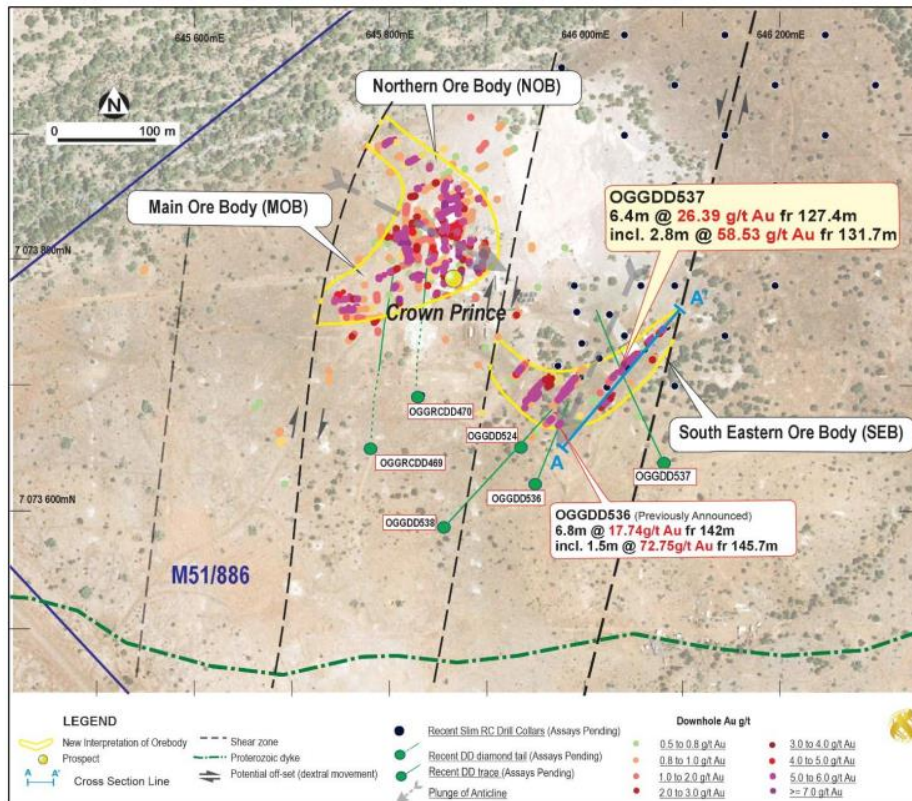 645 600mE
645 800mE
646 000mE
646 200mE
N
0 100 m
Northern Ore Body (NOB)
Main Ore Body (MOB)
OGGDD537
6.4m @ 26.39 g/t Au fr 127.4m
incl. 2.8m @ 58.53 g/t Au fr 131.7m
7 073 800mN
Crown Prince
A'
OGGRCDD470
OGGDD524
South Eastern Ore Body (SEB)
OGGRCDD469
A
OGGDD537
OGGDD536
7 073 600mN
OGGDD538
OGGDD536 (Previously Announced)
6.8m @ 17.74g/t Au fr 142m
incl. 1.5m @ 72.75g/t Au fr 145.7m
M51/886
LEGEND
New Interpretation of Orebody
Prospect
A A'
Cross Section Line
Shear zone
Proterozoic dyke
Potential off-set (dextral movement)
Recent Slim RC Drill Collars (Assays Pending)
Recent DD diamond tail (Assays Pending)
Recent DD trace (Assays Pending)
Plunge of Anticline
Downhole Au g/t
0.5 to 0.8 g/t Au
0.8 to 1.0 g/t Au
1.0 to 2.0 g/t Au
2.0 to 3.0 g/t Au
3.0 to 4.0 g/t Au
4.0 to 5.0 g/t Au
5.0 to 6.0 g/t Au
>= 7.0 g/t Au